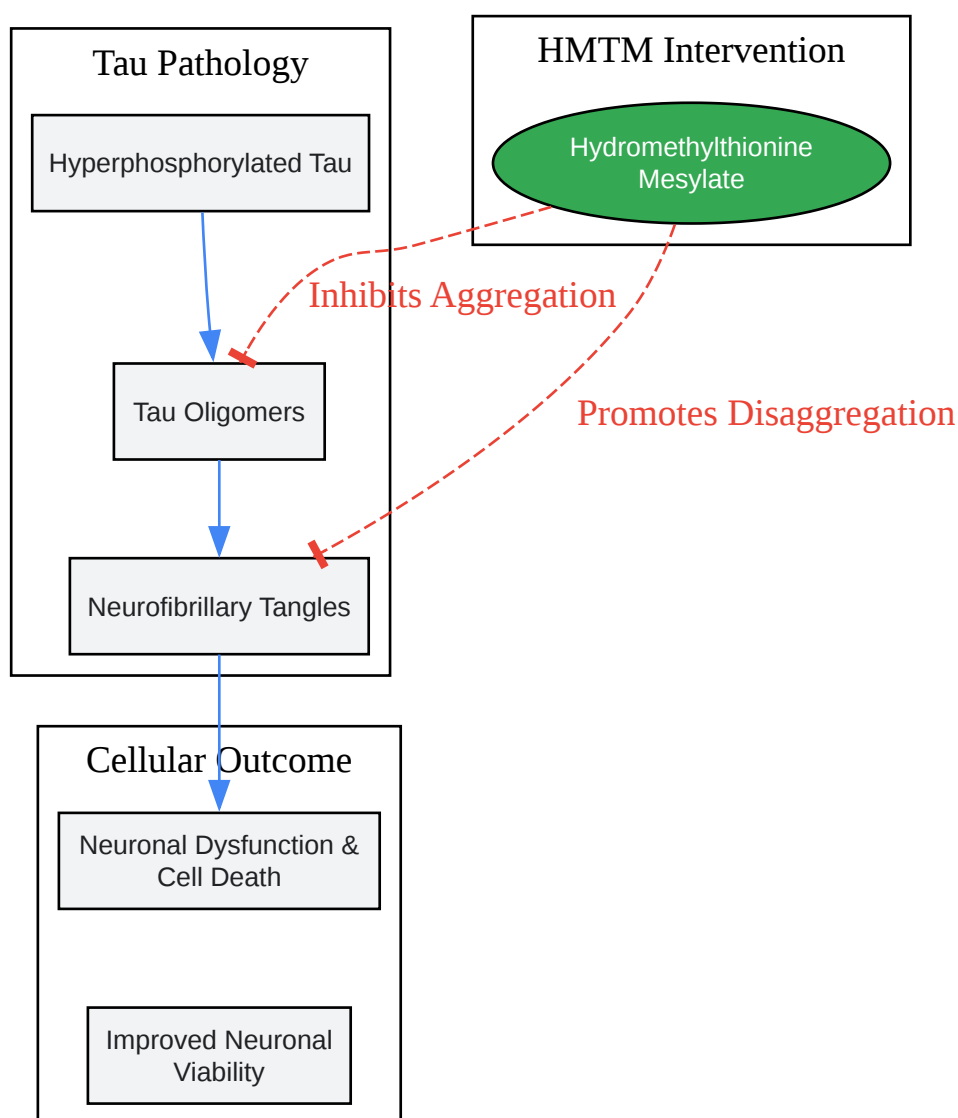 Tau Pathology
Hyperphosphorylated Tau
Tau Oligomers
Neurofibrillary Tangles
HMTM Intervention
Hydromethylthionine
Mesylate
Inhibits Aggregation
Promotes Disaggregation
Cellular Outcome
Neuronal Dysfunction &
Cell Death
Improved Neuronal
Viability